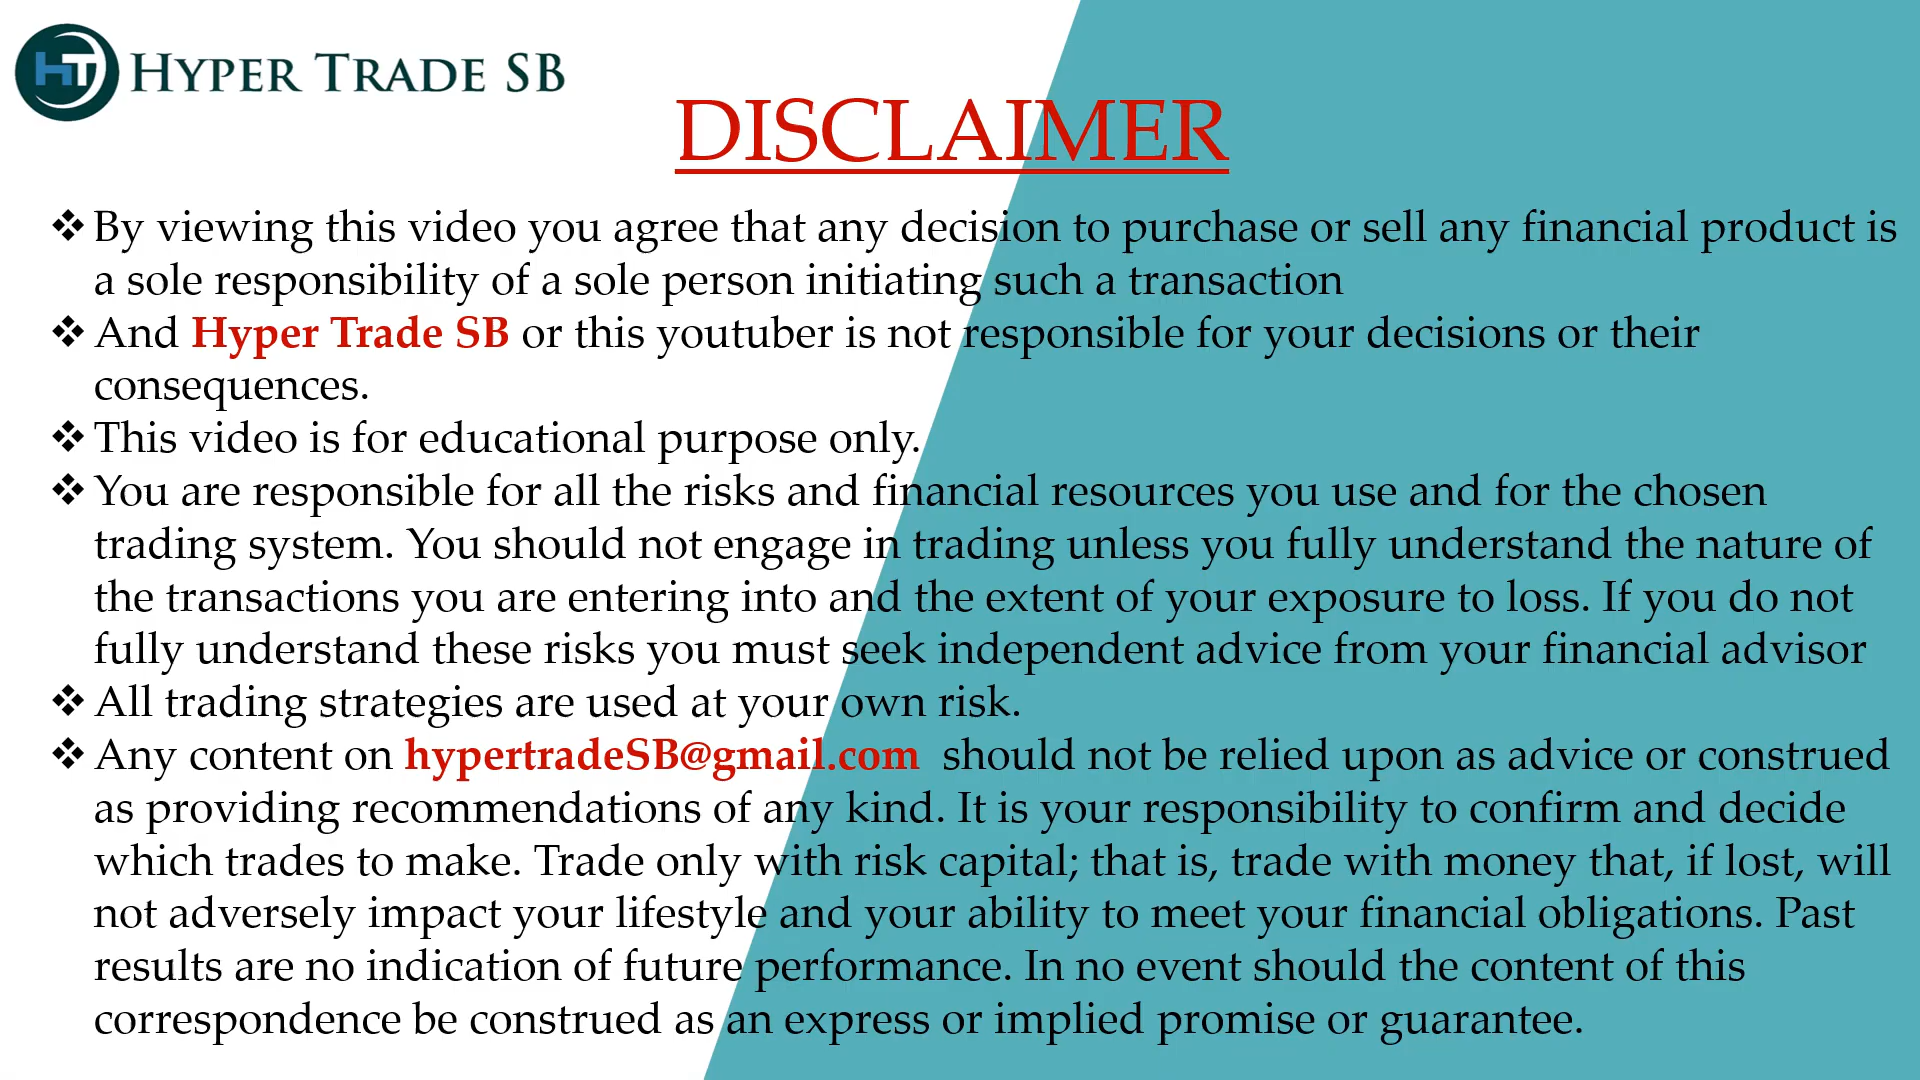 HT HYPER TRADE SB
DISCLAIMER
❖ By viewing this video you agree that any decision to purchase or sell any financial product is
a sole responsibility of a sole person initiating such a transaction
❖ And Hyper Trade SB or this youtuber is not responsible for your decisions or their
consequences.
❖ This video is for educational purpose only.
❖ You are responsible for all the risks and financial resources you use and for the chosen
trading system. You should not engage in trading unless you fully understand the nature of
the transactions you are entering into and the extent of your exposure to loss. If you do not
fully understand these risks you must seek independent advice from your financial advisor
❖ All trading strategies are used at your own risk.
❖ Any content on hypertradeSB@gmail.com should not be relied upon as advice or construed
as providing recommendations of any kind. It is your responsibility to confirm and decide
which trades to make. Trade only with risk capital; that is, trade with money that, if lost, will
not adversely impact your lifestyle and your ability to meet your financial obligations. Past
results are no indication of future performance. In no event should the content of this
correspondence be construed as an express or implied promise or guarantee.